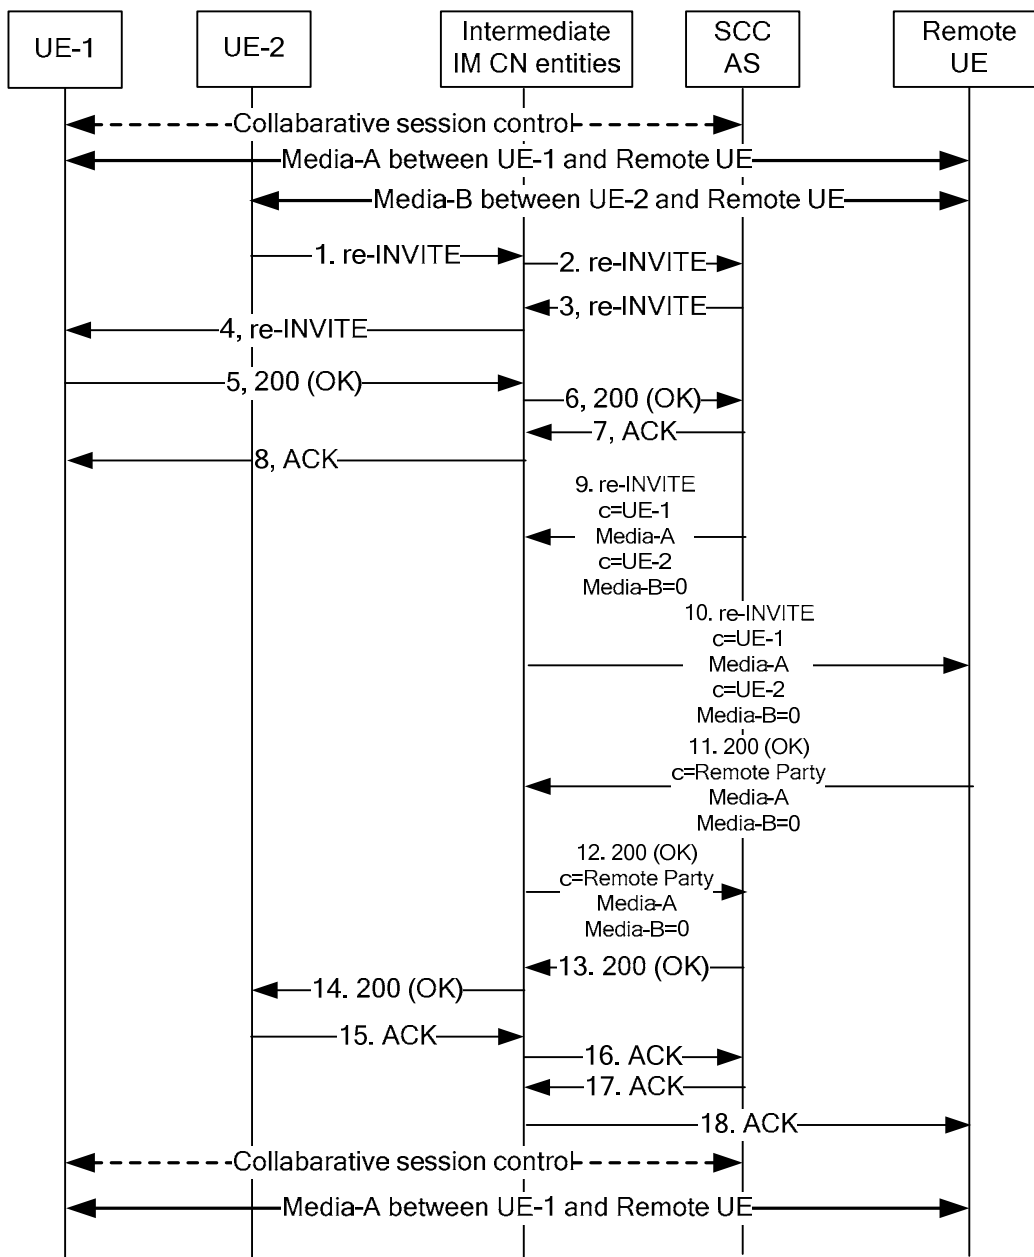 UE-1
UE-2
Intermediate
IM CN entities
SCC
AS
Remote
UE
Collabarative session control
Media-A between UE-1 and Remote UE
Media-B between UE-2 and Remote UE
1. re-INVITE
2. re-INVITE
3, re-INVITE
4, re-INVITE
5, 200 (OK)
6, 200 (OK)
7, ACK
8, ACK
9. re-INVITE
c=UE-1
Media-A
c=UE-2
Media-B=0
10. re-INVITE
c=UE-1
Media-A
c=UE-2
Media-B=0
11. 200 (OK)
c=Remote Party
Media-A
Media-B=0
12. 200 (OK)
c=Remote Party
Media-A
Media-B=0
13. 200 (OK)
14. 200 (OK)
15. ACK
16. ACK
17. ACK
18. ACK
Collabarative session control
Media-A between UE-1 and Remote UE